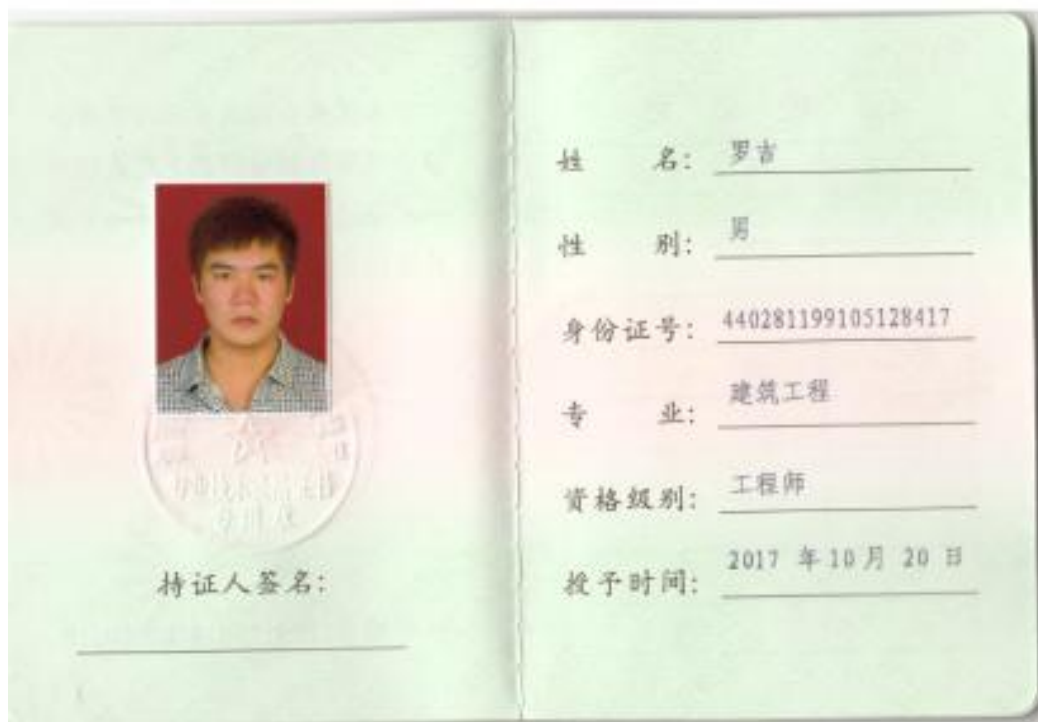 持证人签名:
姓 名: 罗吉
性 别: 男
身份证号: 440281199105128417
专 业: 建筑工程
资格级别: 工程师
授予时间: 2017 年 10 月 20 日